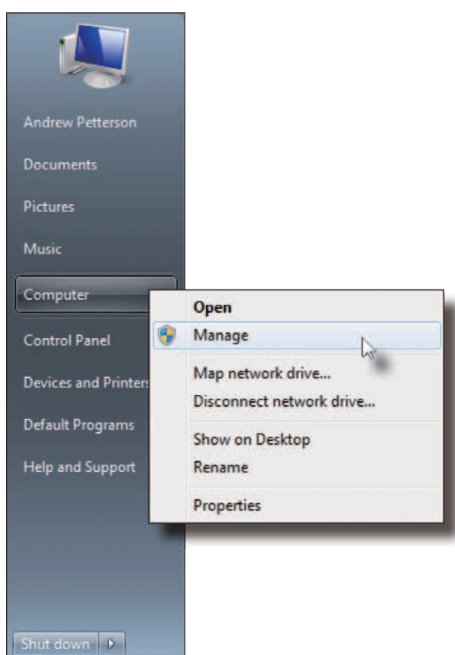 Andrew Petterson
Documents
Pictures
Music
Computer
Open
Manage
Control Panel
Map network drive...
Devices and Printers
Disconnect network drive...
Default Programs
Show on Desktop
Help and Support
Rename
Properties
Shut down